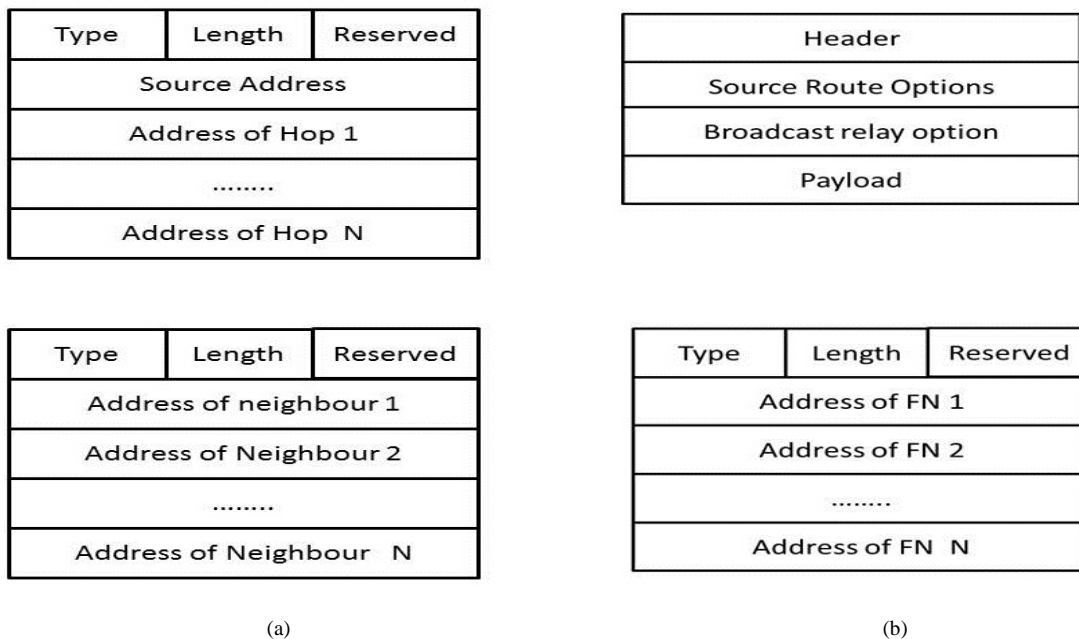 Type Length Reserved
Source Address
Address of Hop 1
........
Address of Hop N
Header
Source Route Options
Broadcast relay option
Payload
Type Length Reserved
Address of neighbour 1
Address of Neighbour 2
........
Address of Neighbour N
Type Length Reserved
Address of FN 1
Address of FN 2
........
Address of FN N
(a)
(b)